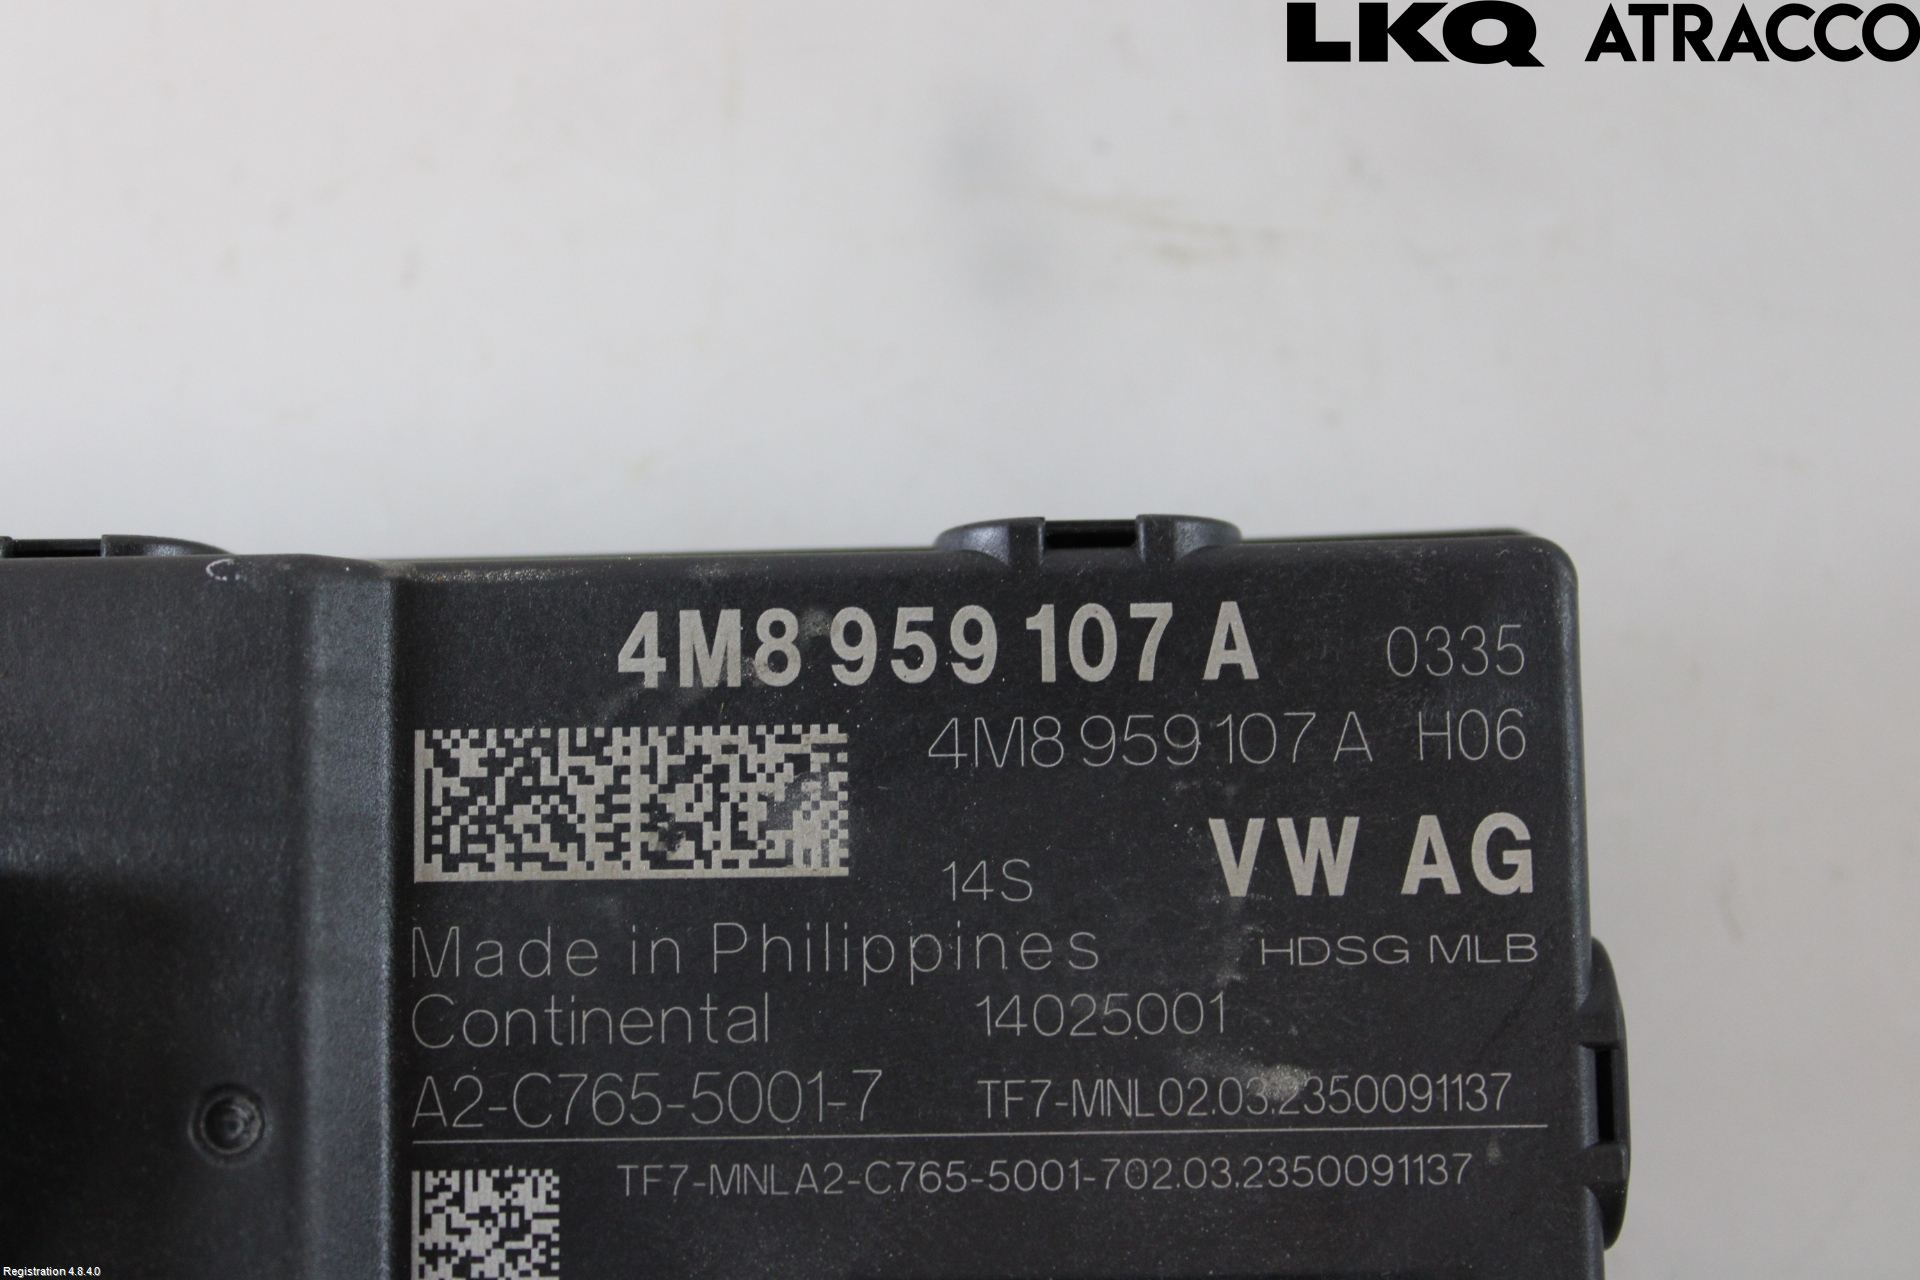 LKQ ATRACCO
4M8 959 107 A 0335
4M8 959 107 A H06
VW AG
14S
Made in Philippines HDSG MLB
Continental 14025001
A2-C765-5001-7 TF7-MNL02.03.2350091137
TF7-MNLA2-C765-5001-702.03.2350091137
Registration 4.8.4.0